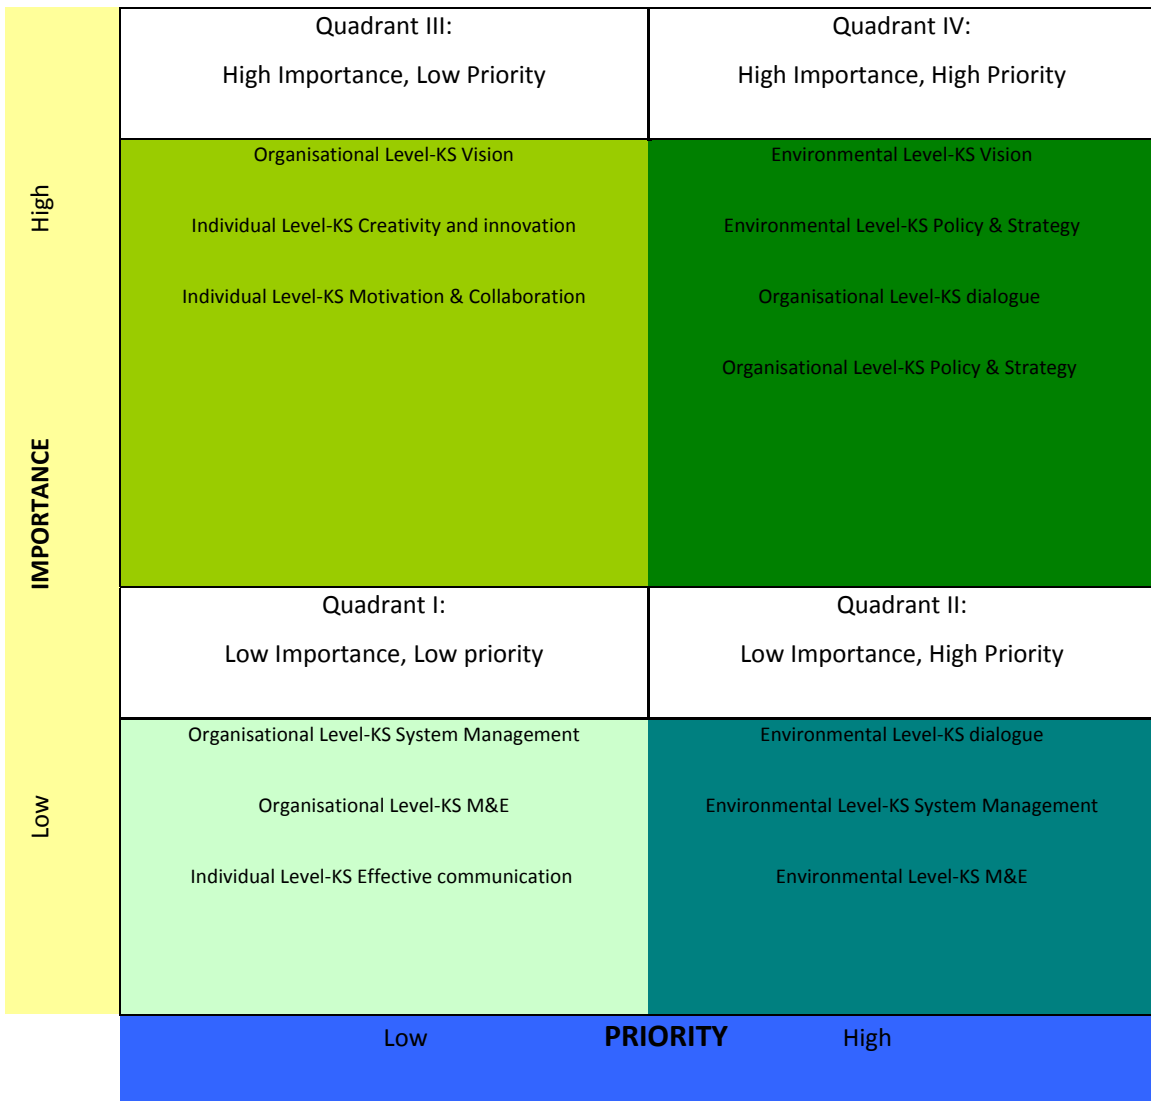 Quadrant III:
High Importance, Low Priority
Quadrant IV:
High Importance, High Priority
High
IMPORTANCE
Low
Organisational Level-KS Vision
Individual Level-KS Creativity and innovation
Individual Level-KS Motivation & Collaboration
Environmental Level-KS Vision
Environmental Level-KS Policy & Strategy
Organisational Level-KS dialogue
Organisational Level-KS Policy & Strategy
Quadrant I:
Low Importance, Low priority
Quadrant II:
Low Importance, High Priority
Organisational Level-KS System Management
Organisational Level-KS M&E
Individual Level-KS Effective communication
Environmental Level-KS dialogue
Environmental Level-KS System Management
Environmental Level-KS M&E
Low PRIORITY High